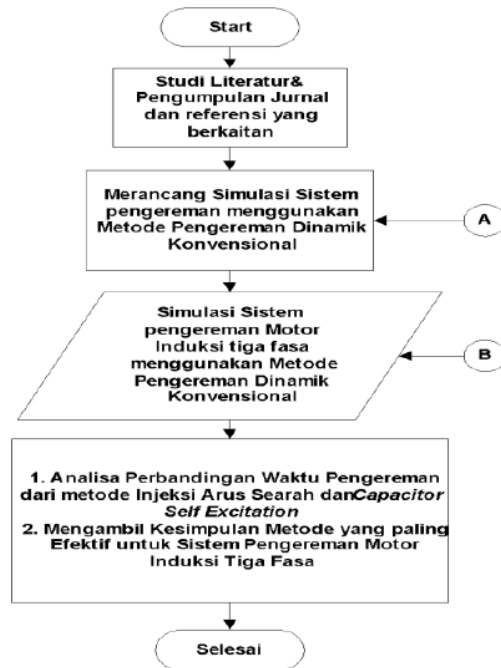 Start
Studi Literatur&
Pengumpulan Jurnal
dan referensi yang
berkaitan
Merancang Simulasi Sistem
pengereman menggunakan
Metode Pengereman Dinamik
Konvensional
A
Simulasi Sistem
pengereman Motor
Induksi tiga fasa
menggunakan Metode
Pengereman Dinamik
Konvensional
B
1. Analisa Perbandingan Waktu Pengereman
dari metode Injeksi Arus Searah danCapacitor
Self Excitation
2. Mengambil Kesimpulan Metode yang paling
Efektif untuk Sistem Pengereman Motor
Induksi Tiga Fasa
Selesai